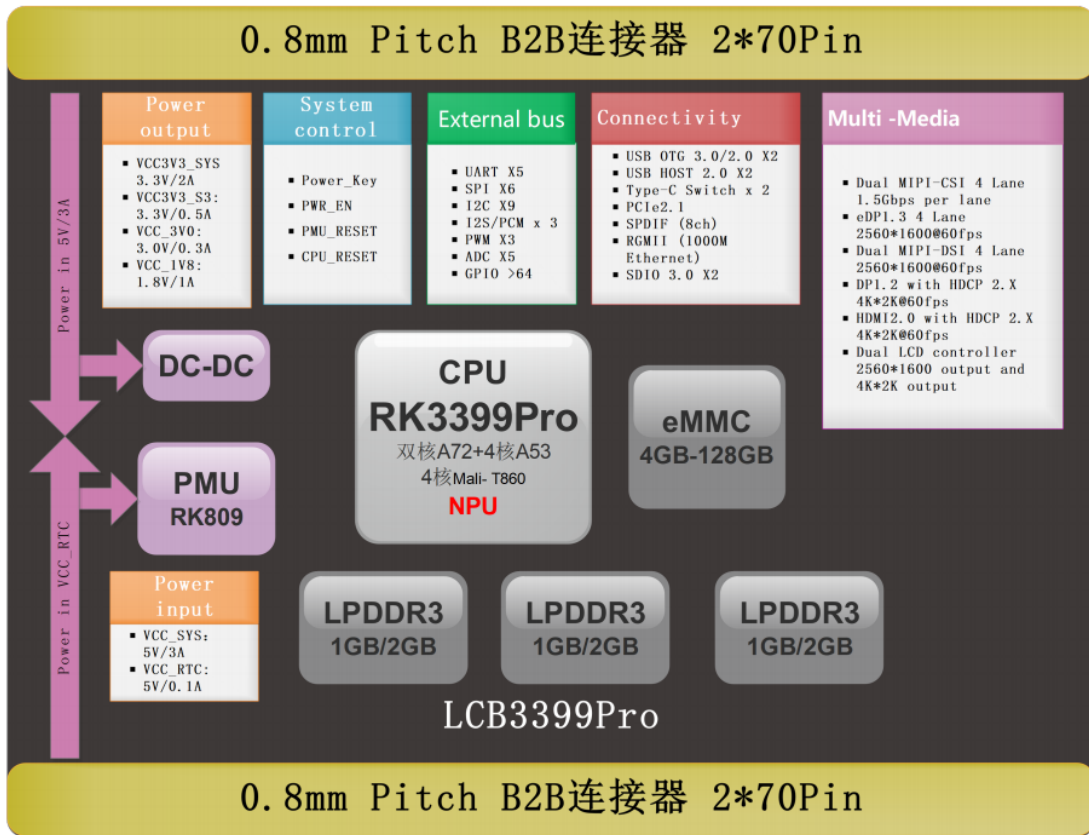 0.8mm Pitch B2B连接器 2*70Pin
Power in 5V/3A
Power
output
▪ VCC3V3_SYS
3.3V/2A
▪ VCC3V3_S3:
3.3V/0.5A
▪ VCC_3V0:
3.0V/0.3A
▪ VCC_1V8:
1.8V/1A
System
control
▪ Power_Key
▪ PWR_EN
▪ PMU_RESET
▪ CPU_RESET
External bus
▪ UART X5
▪ SPI X6
▪ I2C X9
▪ I2S/PCM x 3
▪ PWM X3
▪ ADC X5
▪ GPIO >64
Connectivity
▪ USB OTG 3.0/2.0 X2
▪ USB HOST 2.0 X2
▪ Type-C Switch x 2
▪ PCIe2.1
▪ SPDIF (8ch)
▪ RGMII (1000M
Ethernet)
▪ SDIO 3.0 X2
Multi -Media
▪ Dual MIPI-CSI 4 Lane
1.5Gbps per lane
▪ eDP1.3 4 Lane
2560*1600@60fps
▪ Dual MIPI-DSI 4 Lane
2560*1600@60fps
▪ DP1.2 with HDCP 2.X
4K*2K@60fps
▪ HDMI2.0 with HDCP 2.X
4K*2K@60fps
▪ Dual LCD controller
2560*1600 output and
4K*2K output
DC-DC
CPU
RK3399Pro
双核A72+4核A53
4核Mali- T860
NPU
eMMC
4GB-128GB
PMU
RK809
Power in VCC_RTC
Power
input
▪ VCC_SYS:
5V/3A
▪ VCC_RTC:
5V/0.1A
LPDDR3
1GB/2GB
LPDDR3
1GB/2GB
LPDDR3
1GB/2GB
LCB3399Pro
0.8mm Pitch B2B连接器 2*70Pin